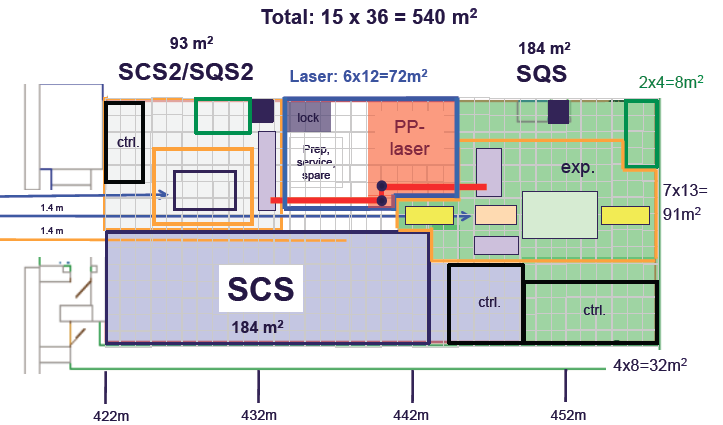 Total: 15 x 36 = 540 m²
93 m²
SCS2/SQS2
Laser: 6x12=72m²
184 m²
SQS
2x4=8m²
ctrl.
lock
Prep,
service,
spare
PP-
laser
exp.
7x13=
91m²
1.4 m
1.4 m
SCS
184 m²
ctrl.
ctrl.
4x8=32m²
422m
432m
442m
452m